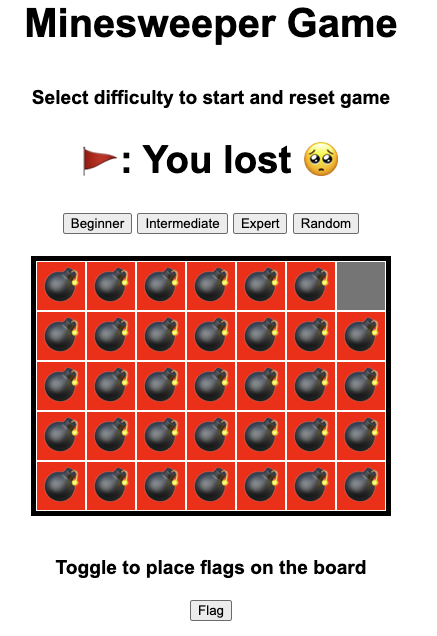 Minesweeper Game
Select difficulty to start and reset game
🚩: You lost 🥺
Beginner Intermediate Expert Random
Toggle to place flags on the board
Flag